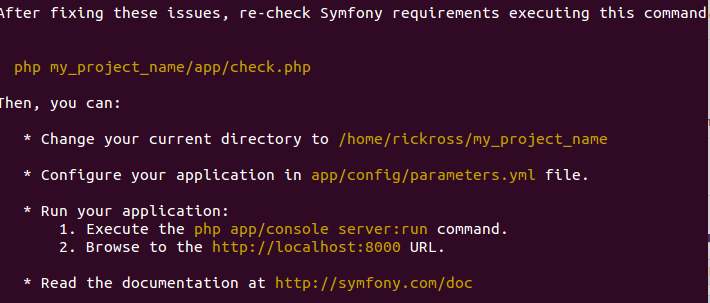 After fixing these issues, re-check Symfony requirements executing this command
php my_project_name/app/check.php
Then, you can:
* Change your current directory to /home/rickross/my_project_name
* Configure your application in app/config/parameters.yml file.
* Run your application:
1. Execute the php app/console server:run command.
2. Browse to the http://localhost:8000 URL.
* Read the documentation at http://symfony.com/doc